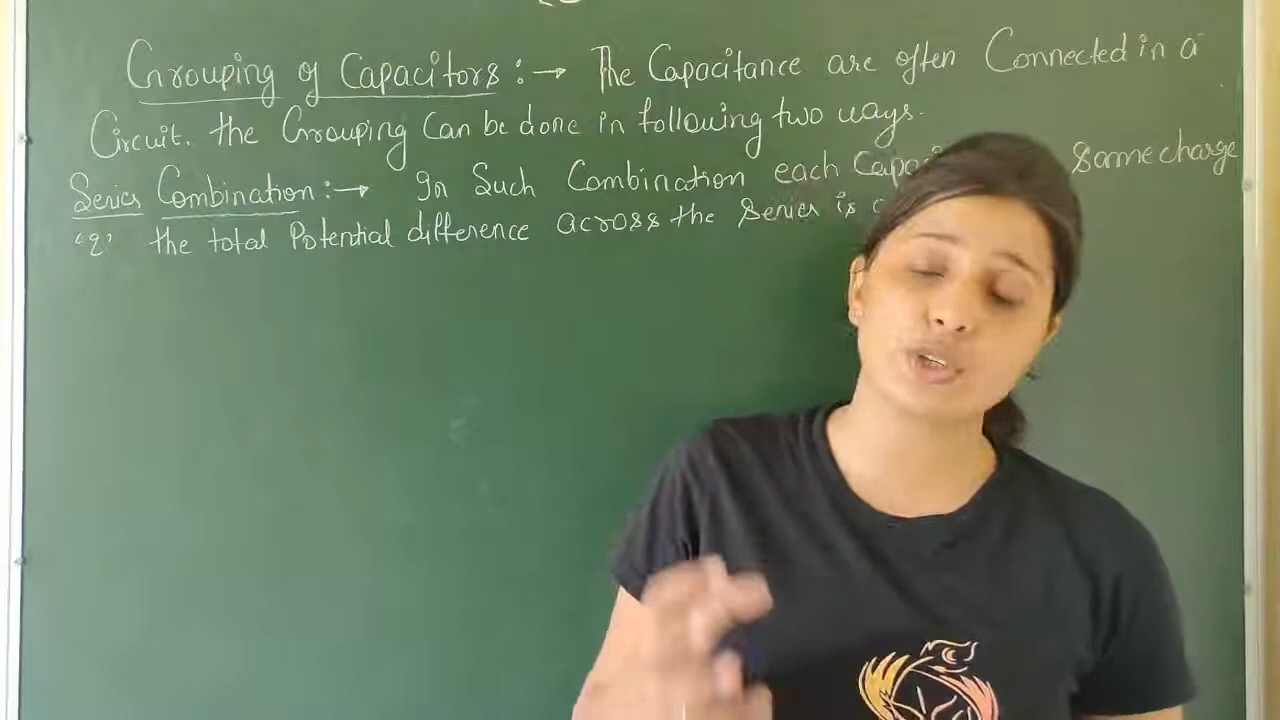 Grouping of Capacitors :→ The Capacitance are often Connected in a
Circuit. the Grouping Can be done in following two ways.
Series Combination :→ In Such Combination each Same charge
'q' the total Potential difference across the Series is